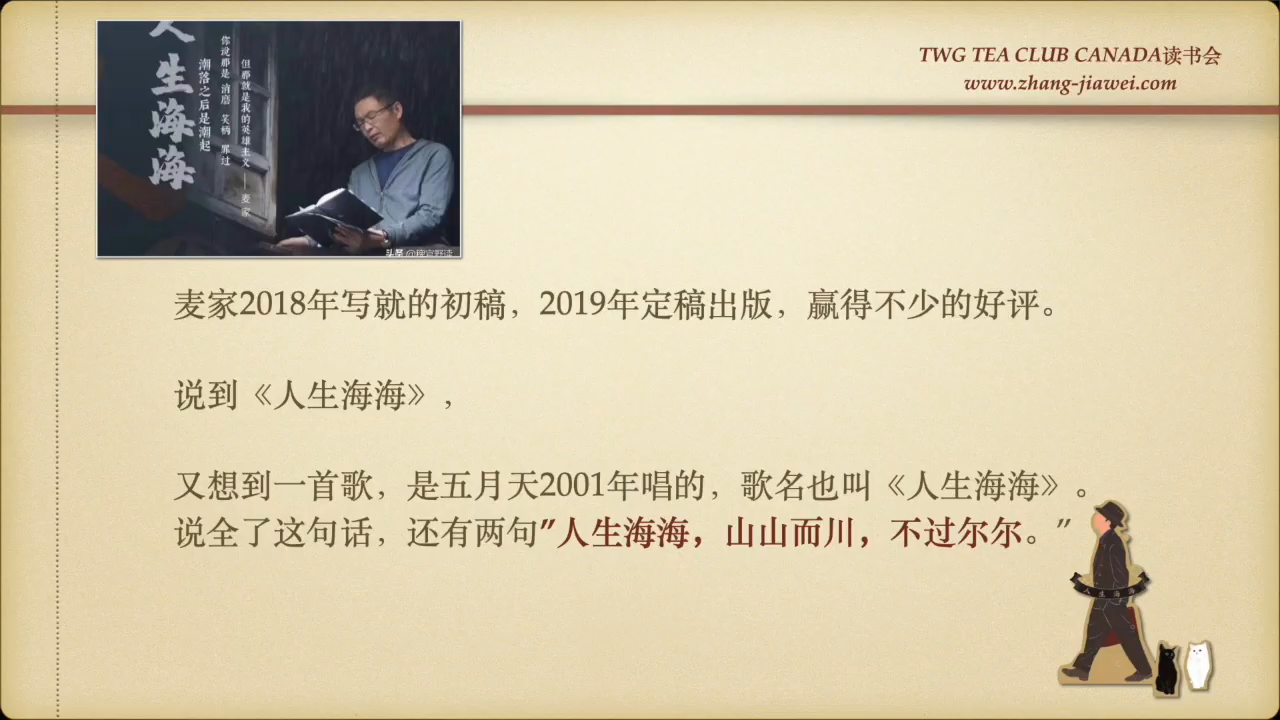 TWG TEA CLUB CANADA读书会
www.zhang-jiawei.com
人生海海
潮落之后是潮起
你说那是 消磨 笑柄 罪过
但那就是我的英雄主义——麦家
麦家2018年写就的初稿，2019年定稿出版，赢得不少的好评。
说到《人生海海》，
又想到一首歌，是五月天2001年唱的，歌名也叫《人生海海》。
说全了这句话，还有两句"人生海海，山山而川，不过尔尔。"
人生海海